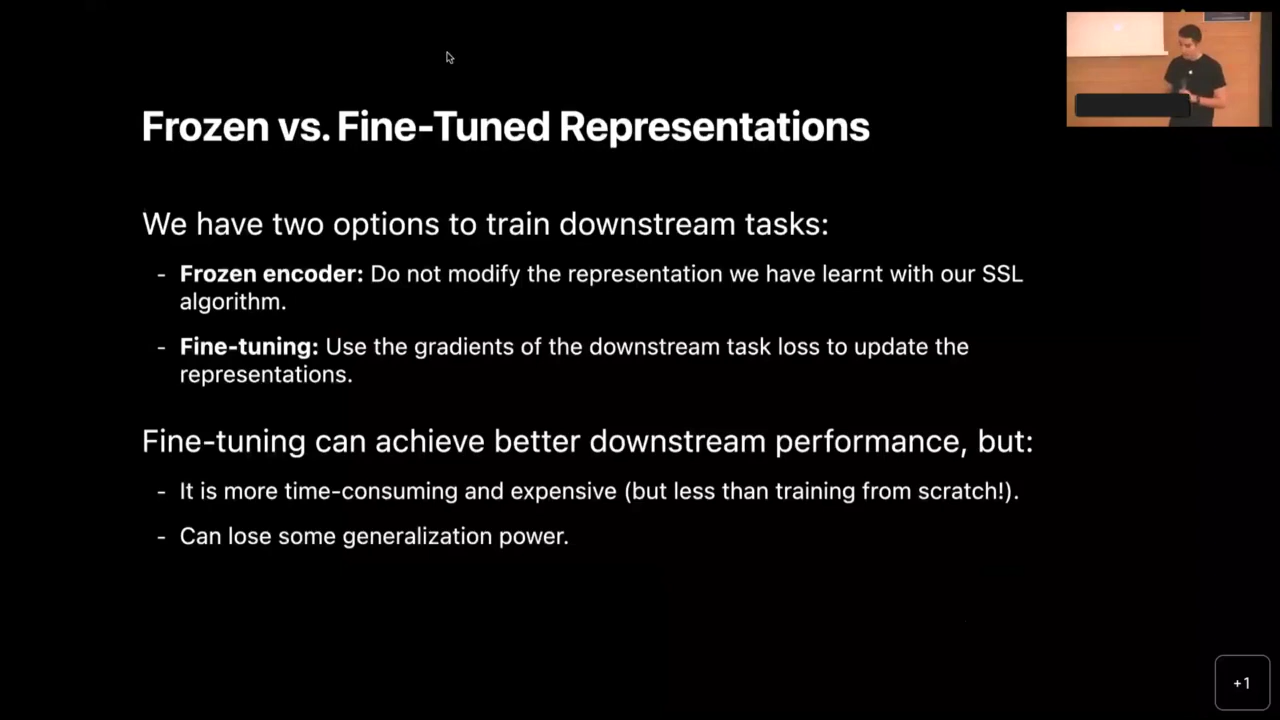 Frozen vs. Fine-Tuned Representations
We have two options to train downstream tasks:
- Frozen encoder: Do not modify the representation we have learnt with our SSL
algorithm.
- Fine-tuning: Use the gradients of the downstream task loss to update the
representations.
Fine-tuning can achieve better downstream performance, but:
- It is more time-consuming and expensive (but less than training from scratch!).
- Can lose some generalization power.
+1